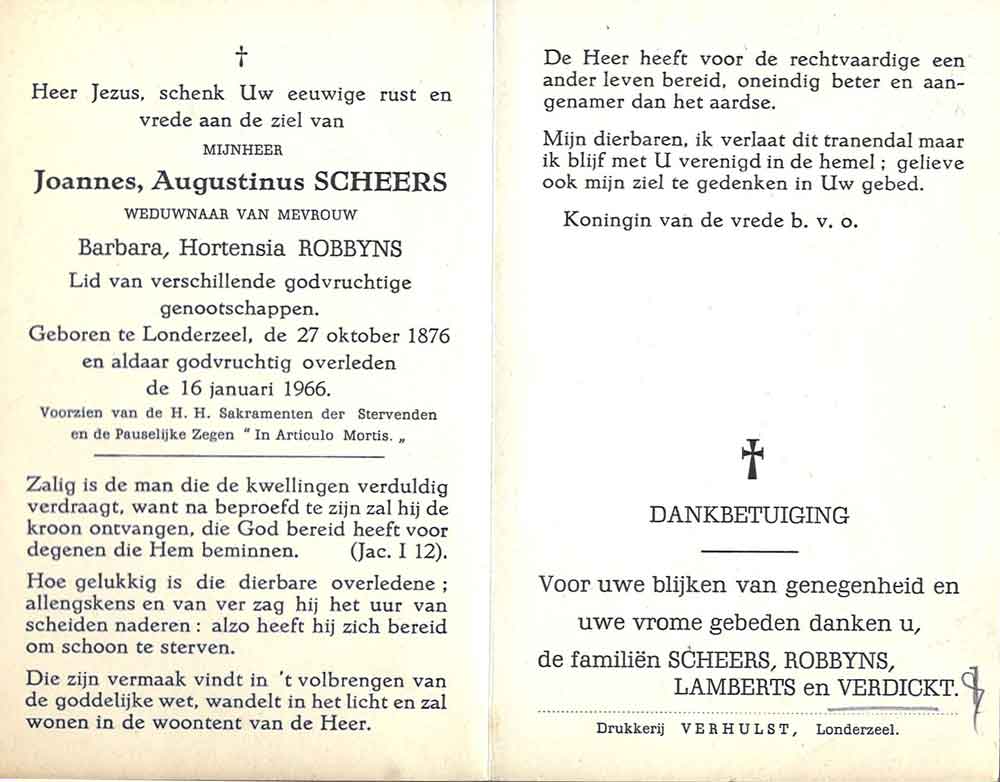 Heer Jezus, schenk Uw eeuwige rust en
vrede aan de ziel van
MIJNHEER
Joannes, Augustinus SCHEERS
WEDUWNAAR VAN MEVROUW
Barbara, Hortensia ROBBYNS
Lid van verschillende godvruchtige
genootschappen.
Geboren te Londerzeel, de 27 oktober 1876
en aldaar godvruchtig overleden
de 16 januari 1966.
Voorzien van de H. H. Sakramenten der Stervenden
en de Pauselijke Zegen " In Articulo Mortis. „
Zalig is de man die de kwellingen verduldig
verdraagt, want na beproefd te zijn zal hij de
kroon ontvangen, die God bereid heeft voor
degenen die Hem beminnen. (Jac. I 12).
Hoe gelukkig is die dierbare overledene ;
allengskens en van ver zag hij het uur van
scheiden naderen : alzo heeft hij zich bereid
om schoon te sterven.
Die zijn vermaak vindt in 't volbrengen van
de goddelijke wet, wandelt in het licht en zal
wonen in de woontent van de Heer.
De Heer heeft voor de rechtvaardige een
ander leven bereid, oneindig beter en aan-
genamer dan het aardse.
Mijn dierbaren, ik verlaat dit tranendal maar
ik blijf met U verenigd in de hemel ; gelieve
ook mijn ziel te gedenken in Uw gebed.
Koningin van de vrede b. v. o.
DANKBETUIGING
Voor uwe blijken van genegenheid en
uwe vrome gebeden danken u,
de familiën SCHEERS, ROBBYNS,
LAMBERTS en VERDICKT.
Drukkerij VERHULST, Londerzeel.